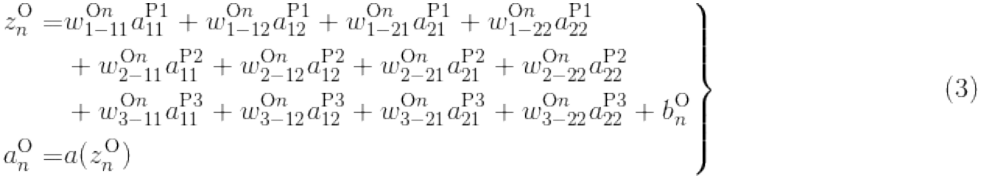 z_n^O = w_{1-11}^{On} a_{11}^{P1} + w_{1-12}^{On} a_{12}^{P1} + w_{1-21}^{On} a_{21}^{P1} + w_{1-22}^{On} a_{22}^{P1}
+ w_{2-11}^{On} a_{11}^{P2} + w_{2-12}^{On} a_{12}^{P2} + w_{2-21}^{On} a_{21}^{P2} + w_{2-22}^{On} a_{22}^{P2}
+ w_{3-11}^{On} a_{11}^{P3} + w_{3-12}^{On} a_{12}^{P3} + w_{3-21}^{On} a_{21}^{P3} + w_{3-22}^{On} a_{22}^{P3} + b_n^O } (3)
a_n^O = a(z_n^O)